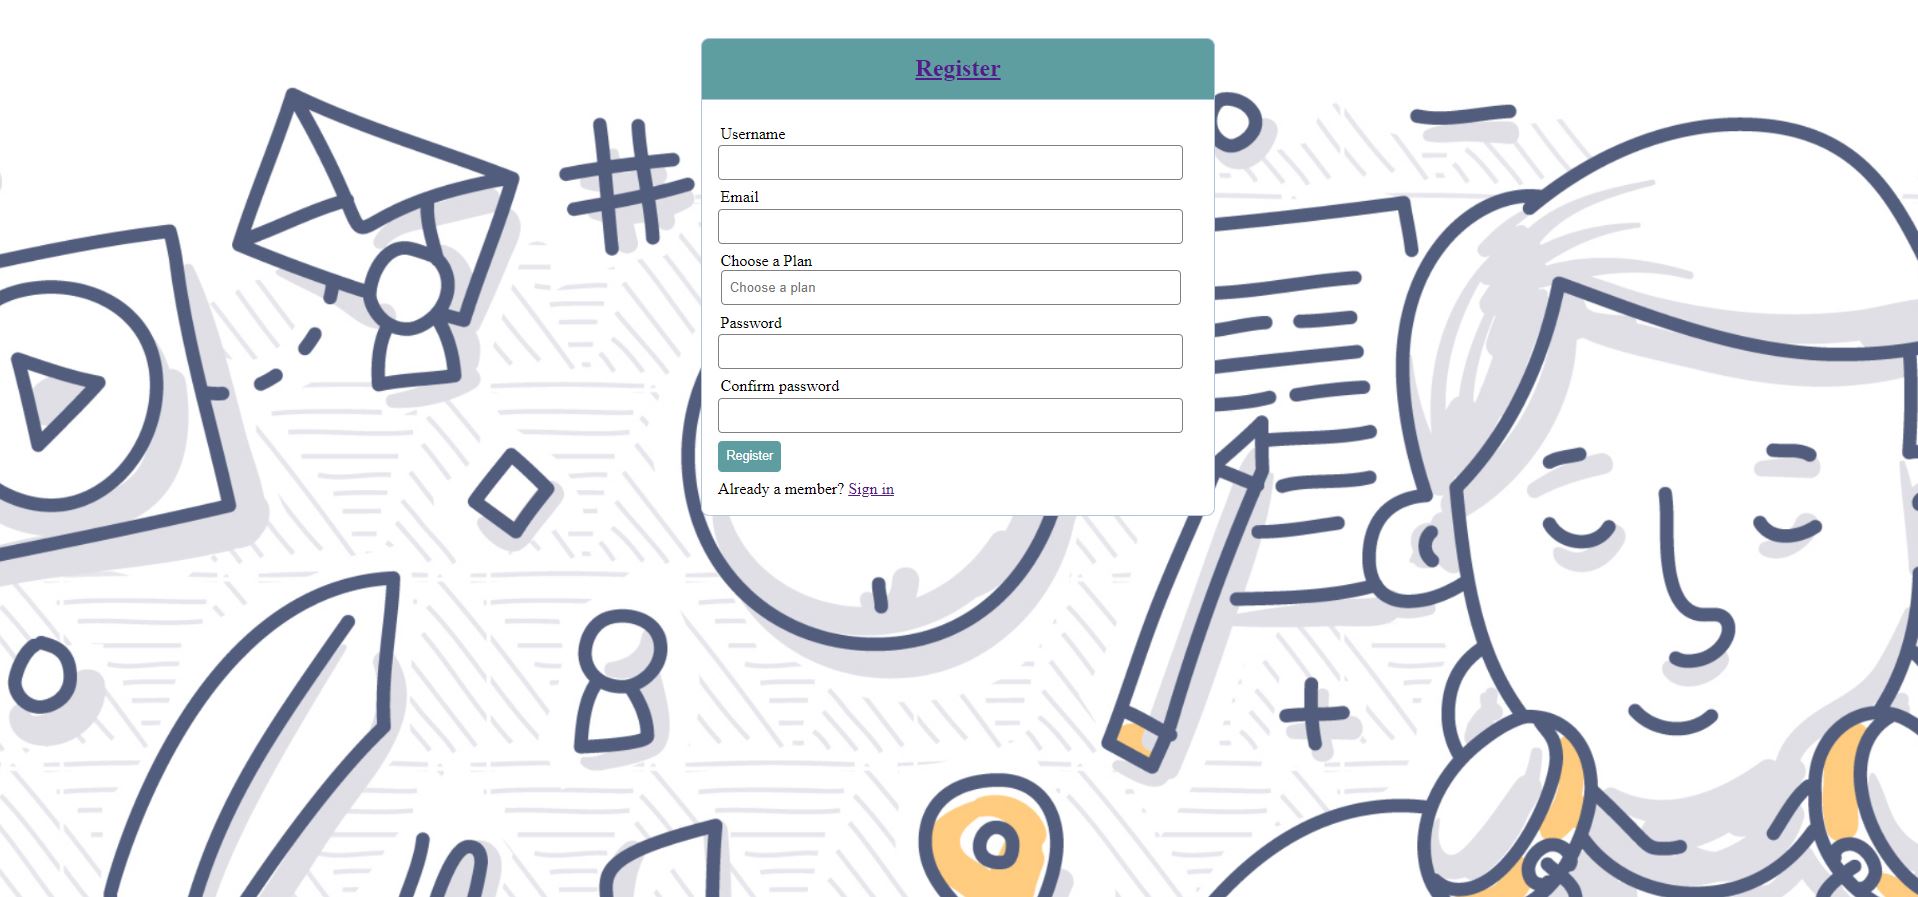 Register
Username
Email
Choose a Plan
Choose a plan
Password
Confirm password
Register
Already a member? Sign in